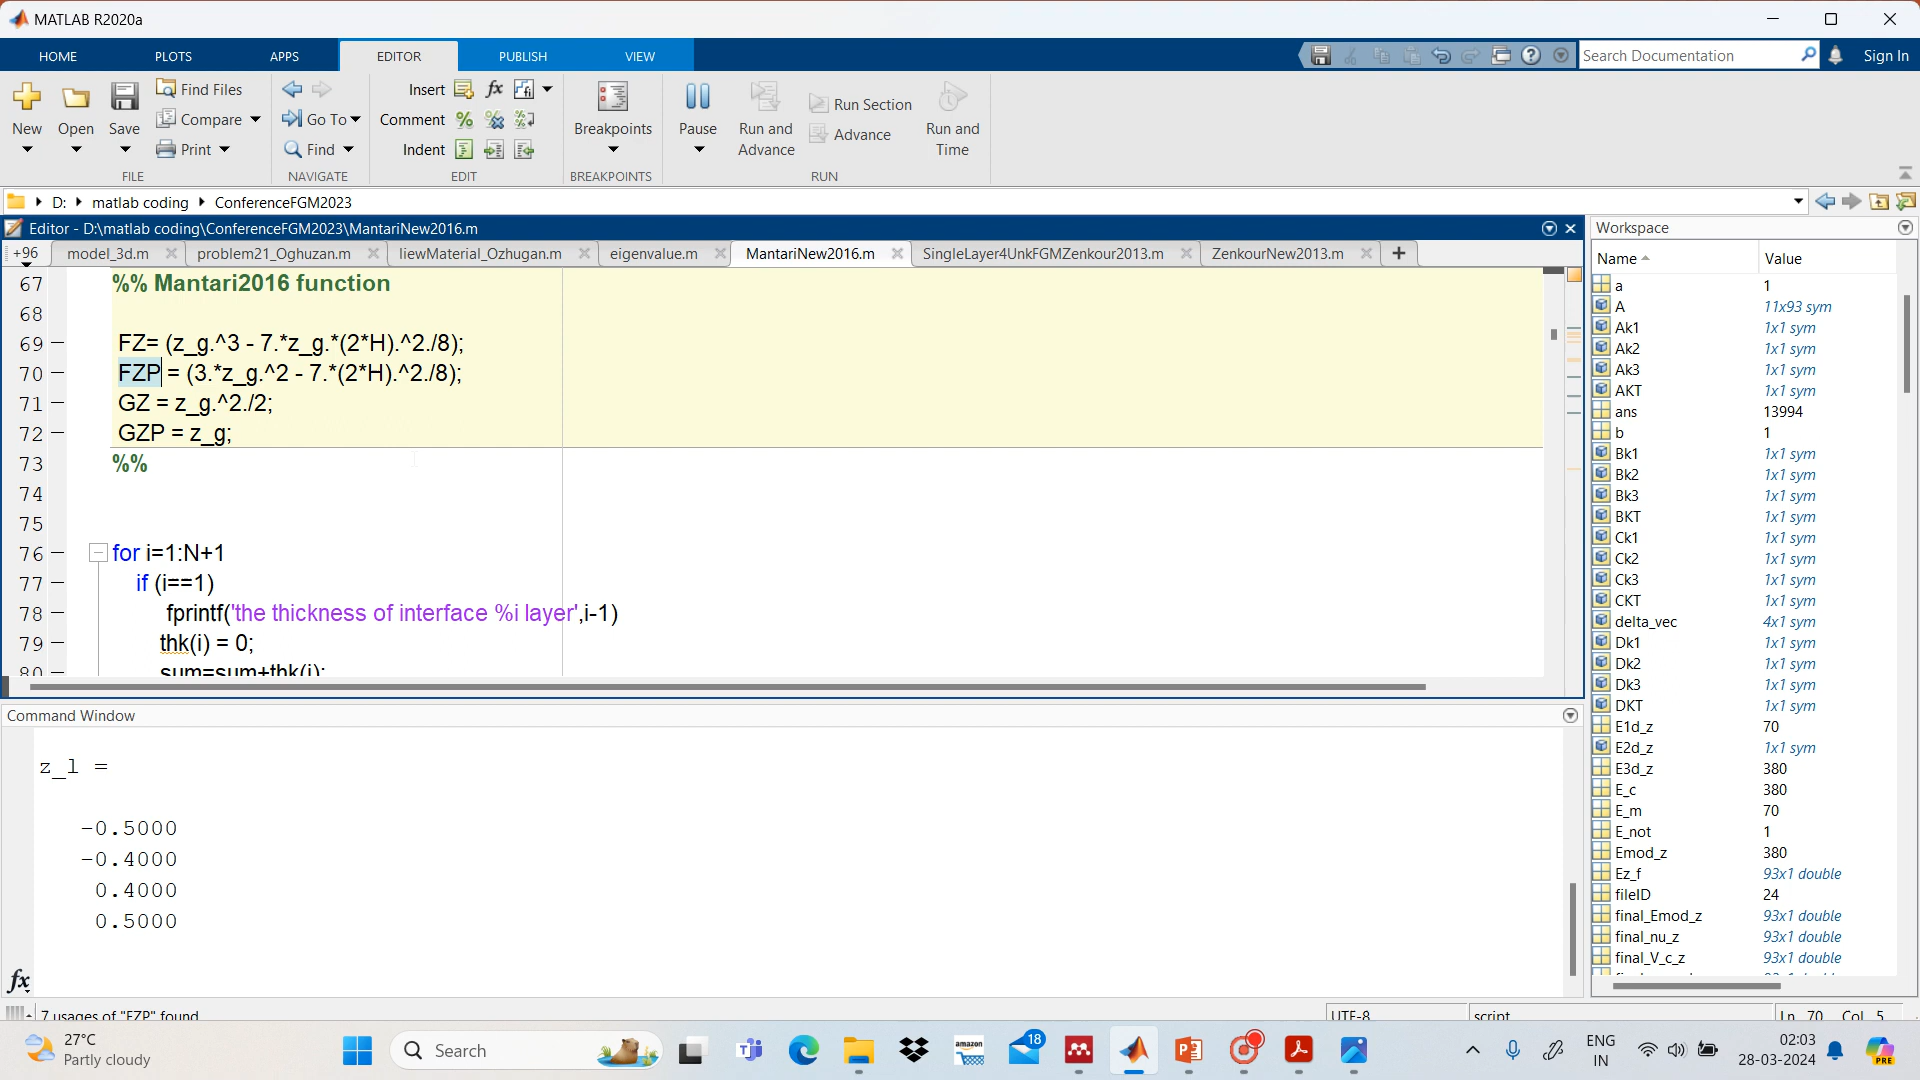 MATLAB R2020a
HOME PLOTS APPS EDITOR PUBLISH VIEW
Search Documentation
Sign In
New
Open
Save
Find Files
Compare
Print
FILE
Go To
Find
NAVIGATE
Insert
fx
Comment
Indent
EDIT
Breakpoints
BREAKPOINTS
Pause
Run and Advance
Run Section
Advance
Run and Time
RUN
D: matlab coding ConferenceFGM2023
Editor - D:\matlab coding\ConferenceFGM2023\MantariNew2016.m
+96 model_3d.m problem21_Oghuzan.m liewMaterial_Ozhugan.m eigenvalue.m MantariNew2016.m SingleLayer4UnkFGMZenkour2013.m ZenkourNew2013.m
67 %% Mantari2016 function
68
69 – FZ= (z_g.^3 - 7.*z_g.*(2*H).^2./8);
70 – FZP = (3.*z_g.^2 - 7.*(2*H).^2./8);
71 – GZ = z_g.^2./2;
72 – GZP = z_g;
73 %%
74
75
76 – for i=1:N+1
77 – if (i==1)
78 – fprintf('the thickness of interface %i layer',i-1)
79 – thk(i) = 0;
80 – sum=sum+thk(i);
Command Window
z_l =
-0.5000
-0.4000
0.4000
0.5000
fx
7 usages of "FZP" found
UTF-8
script
Ln 70 Col 5
Workspace
Name Value
a 1
A 11x93 sym
Ak1 1x1 sym
Ak2 1x1 sym
Ak3 1x1 sym
AKT 1x1 sym
ans 13994
b 1
Bk1 1x1 sym
Bk2 1x1 sym
Bk3 1x1 sym
BKT 1x1 sym
Ck1 1x1 sym
Ck2 1x1 sym
Ck3 1x1 sym
CKT 1x1 sym
delta_vec 4x1 sym
Dk1 1x1 sym
Dk2 1x1 sym
Dk3 1x1 sym
DKT 1x1 sym
E1d_z 70
E2d_z 1x1 sym
E3d_z 380
E_c 380
E_m 70
E_not 1
Emod_z 380
Ez_f 93x1 double
fileID 24
final_Emod_z 93x1 double
final_nu_z 93x1 double
final_V_c_z 93x1 double
27°C
Partly cloudy
Search
amazon
18
ENG
IN
02:03
28-03-2024
PRE